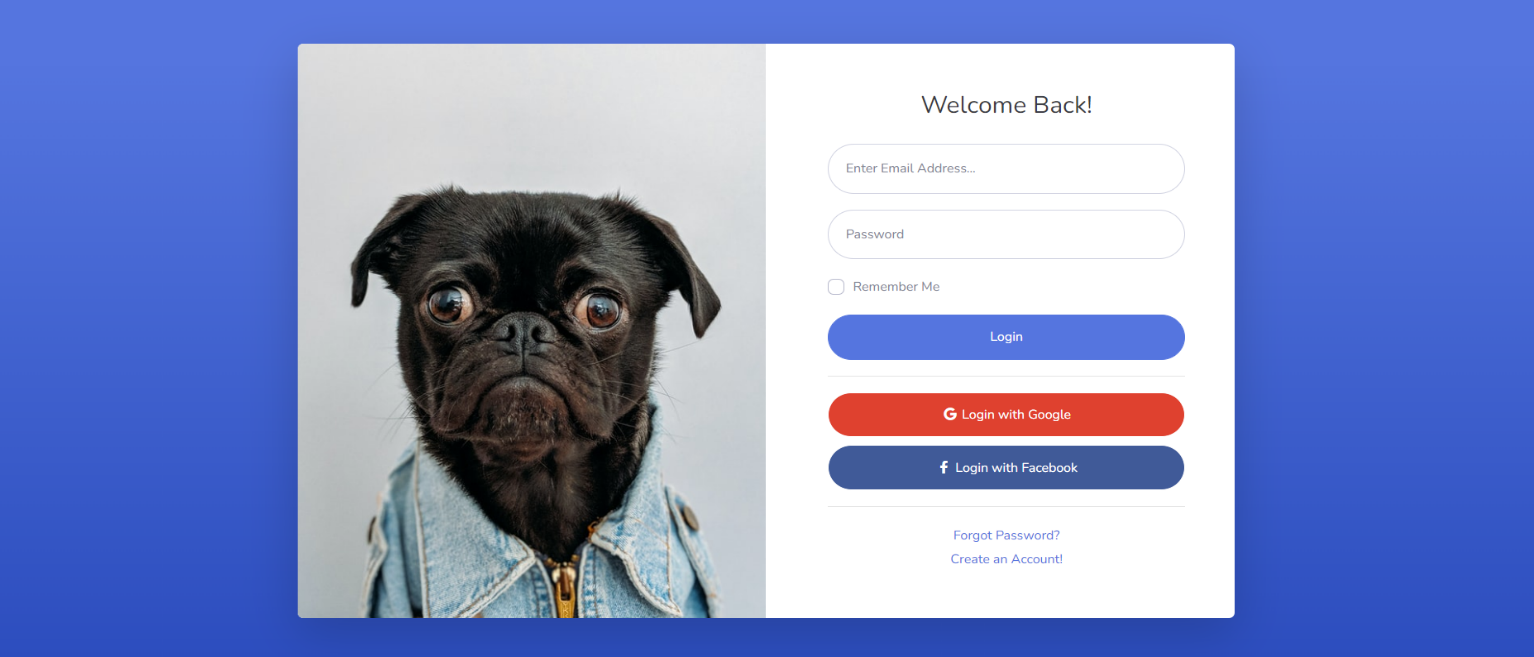 Welcome Back!
Enter Email Address...
Password
Remember Me
Login
Login with Google
Login with Facebook
Forgot Password?
Create an Account!